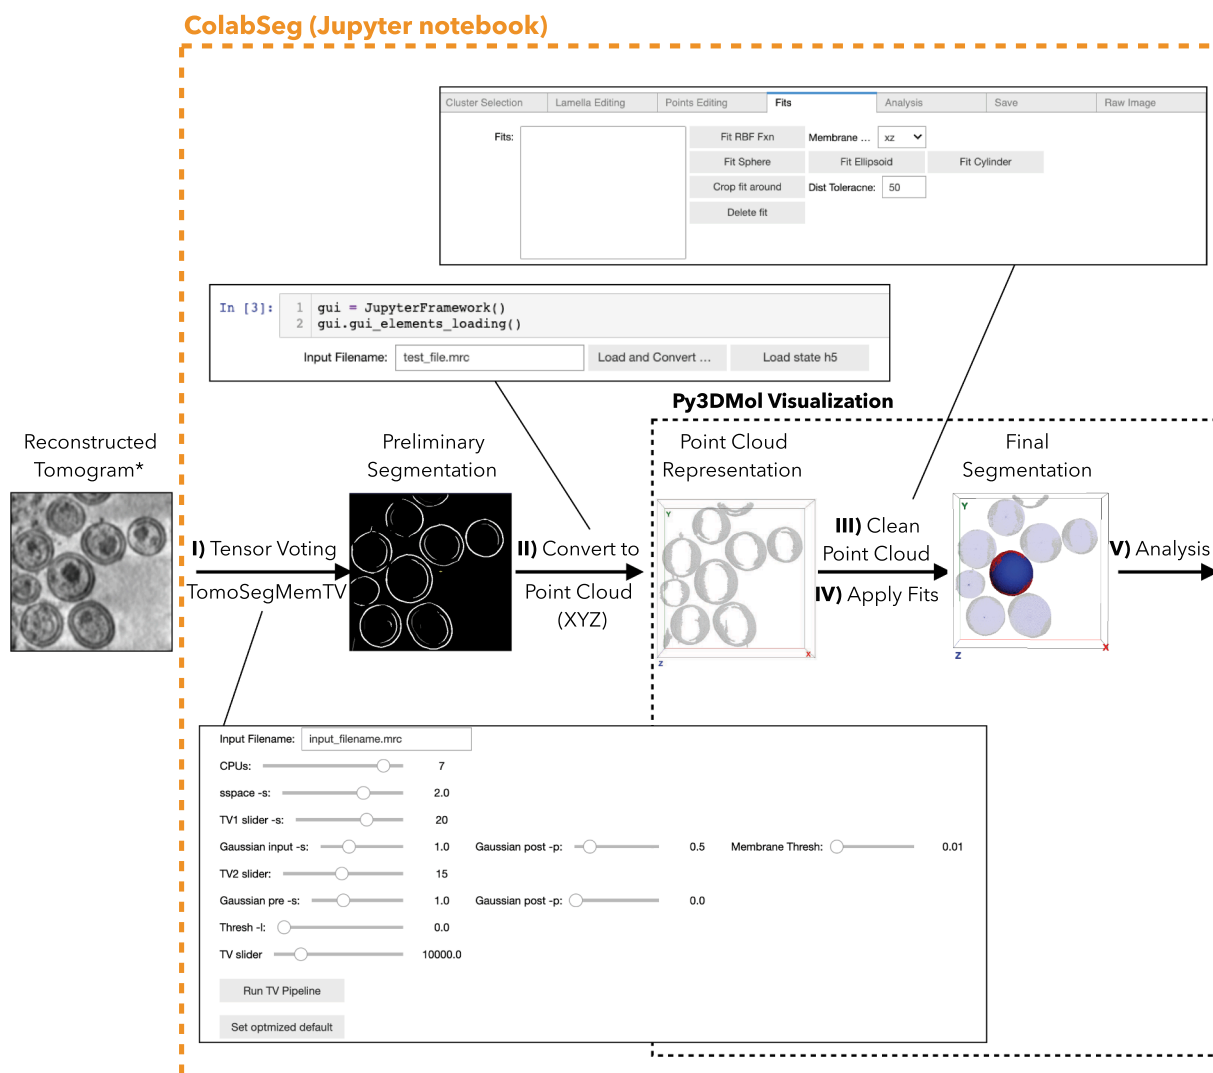 ColabSeg (Jupyter notebook)
Cluster Selection Lamella Editing Points Editing Fits Analysis Save Raw Image
Fits: Fit RBF Fxn Membrane ... xz
Fit Sphere Fit Ellipsoid Fit Cylinder
Crop fit around Dist Toleracne: 50
Delete fit
In [3]: 1 gui = JupyterFramework()
2 gui.gui_elements_loading()
Input Filename: test_file.mrc Load and Convert ... Load state h5
Py3DMol Visualization
Reconstructed
Tomogram*
Preliminary
Segmentation
Point Cloud
Representation
Final
Segmentation
I) Tensor Voting
TomoSegMemTV
II) Convert to
Point Cloud
(XYZ)
Y
X
Z
III) Clean
Point Cloud
IV) Apply Fits
Y
X
Z
V) Analysis
Input Filename: input_filename.mrc
CPUs: 7
sspace -s: 2.0
TV1 slider -s: 20
Gaussian input -s: 1.0 Gaussian post -p: 0.5 Membrane Thresh: 0.01
TV2 slider: 15
Gaussian pre -s: 1.0 Gaussian post -p: 0.0
Thresh -l: 0.0
TV slider 10000.0
Run TV Pipeline
Set optmized default